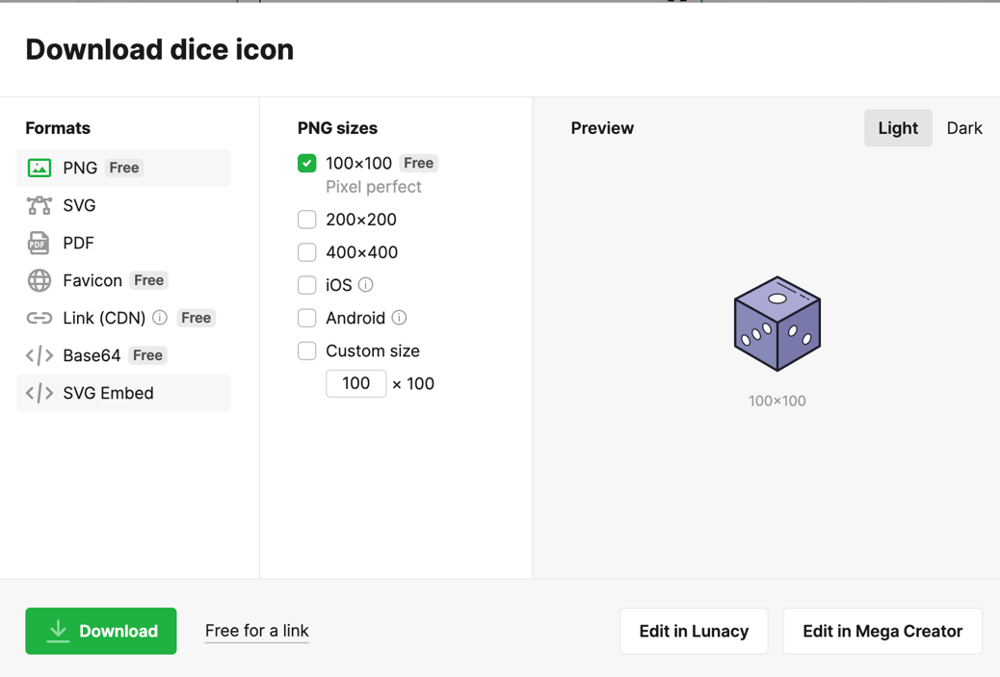 Download dice icon
Formats
PNG Free
SVG
PDF
PDF
Favicon Free
Link (CDN) i Free
Base64 Free
SVG Embed
PNG sizes
100×100 Free
Pixel perfect
200×200
400×400
iOS i
Android i
Custom size
100 × 100
Preview
Light Dark
100×100
Download
Free for a link
Edit in Lunacy
Edit in Mega Creator